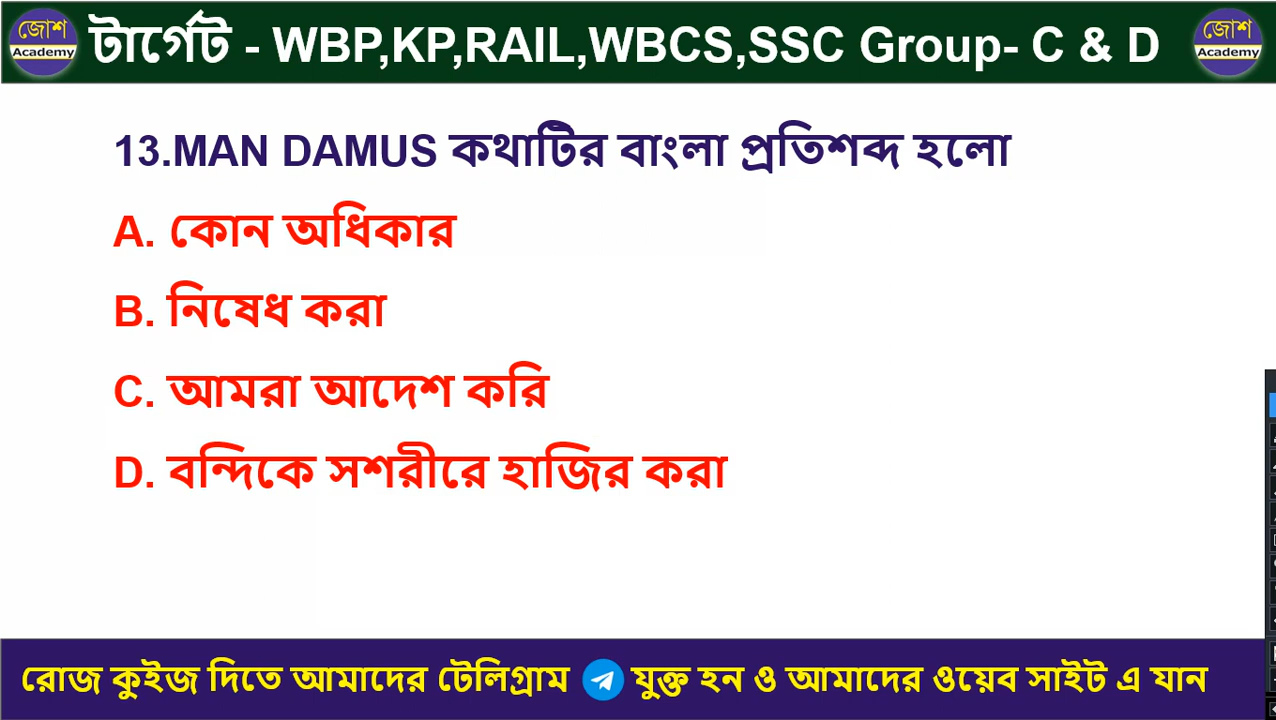 জোশ Academy টার্গেট - WBP,KP,RAIL,WBCS,SSC Group- C & D জোশ Academy
13.MAN DAMUS কথাটির বাংলা প্রতিশব্দ হলো
A. কোন অধিকার
B. নিষেধ করা
C. আমরা আদেশ করি
D. বন্দিকে সশরীরে হাজির করা
রোজ কুইজ দিতে আমাদের টেলিগ্রাম যুক্ত হন ও আমাদের ওয়েব সাইট এ যান